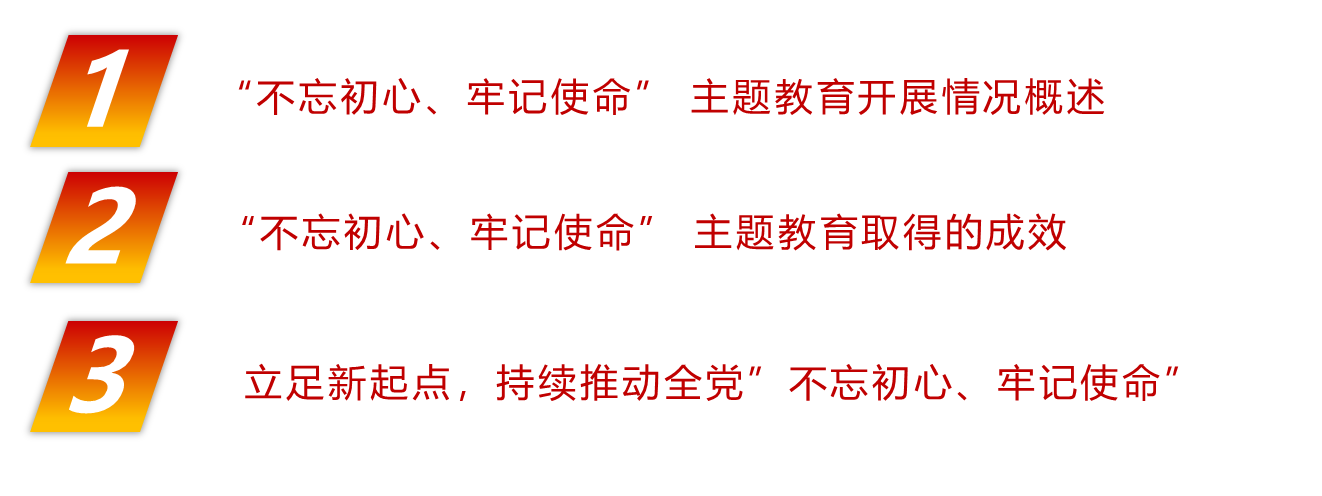 1
“不忘初心、牢记使命” 主题教育开展情况概述
2
“不忘初心、牢记使命” 主题教育取得的成效
3
立足新起点，持续推动全党”不忘初心、牢记使命”